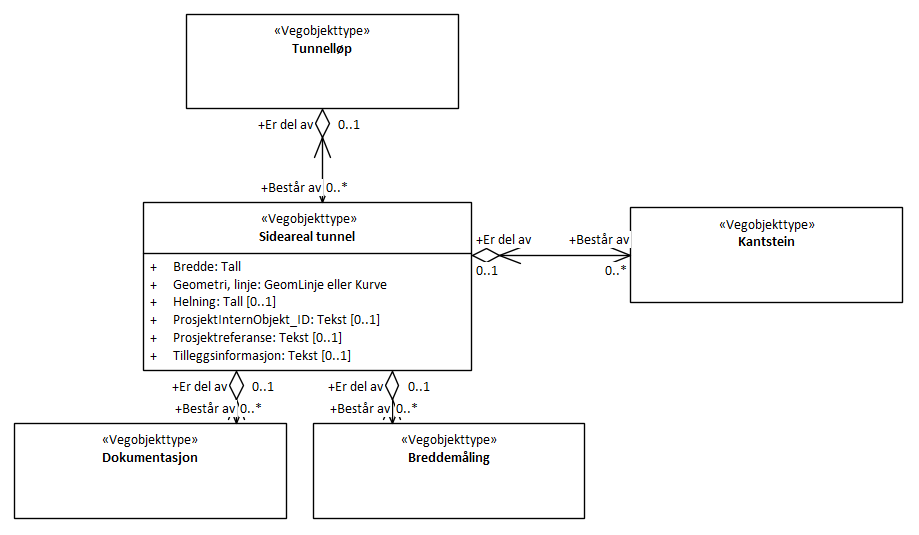 «Vegobjekttype»
Tunnelløp
+Er del av 0..1
+Består av 0..*
«Vegobjekttype»
Sideareal tunnel
+ Bredde: Tall
+ Geometri, linje: GeomLinje eller Kurve
+ Helning: Tall [0..1]
+ ProsjektInternObjekt_ID: Tekst [0..1]
+ Prosjektreferanse: Tekst [0..1]
+ Tilleggsinformasjon: Tekst [0..1]
+Er del av
0..1
+Består av
0..*
«Vegobjekttype»
Kantstein
+Er del av 0..1
+Består av 0..*
+Er del av 0..1
+Består av 0..*
«Vegobjekttype»
Dokumentasjon
«Vegobjekttype»
Breddemåling